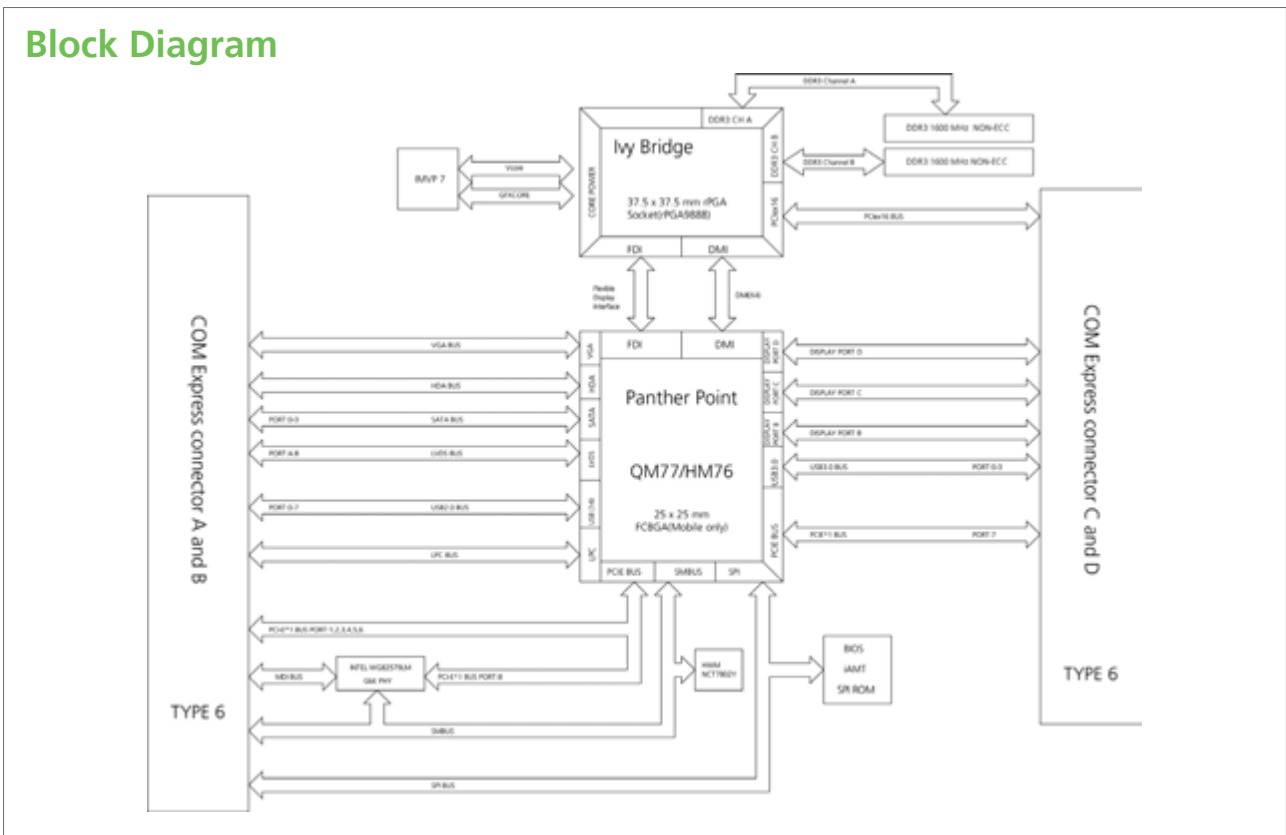 Block Diagram
DDR3 Channel A
DDR3 CH A
DDR3 1600 MHz NON-ECC
Ivy Bridge
DDR3 CH B
DDR3 Channel B
DDR3 1600 MHz NON-ECC
IMVP 7
VCORE
GFXCORE
CORE POWER
37.5 x 37.5 mm rPGA
Socket(rPGA988B)
PCIex16
PCIex16 BUS
FDI
DMI
Flexible
Display
Interface
DMI(X4)
COM Express connector A and B
TYPE 6
VGA BUS
HDA BUS
PORT 0-3
SATA BUS
PORT A,B
LVDS BUS
PORT 0-7
USB2.0 BUS
LPC BUS
VGA
HDA
SATA
LVDS
USB (14)
LPC
FDI
DMI
Panther Point
QM77/HM76
25 x 25 mm
FCBGA(Mobile only)
PCIE BUS
SMBUS
SPI
DISPLAY
PORT D
DISPLAY
PORT C
DISPLAY
PORT B
USB3.0
PCIE BUS
DISPLAY PORT D
DISPLAY PORT C
DISPLAY PORT B
USB3.0 BUS
PORT 0-3
PCIE*1 BUS
PORT 7
COM Express connector C and D
TYPE 6
PCI-E*1 BUS PORT 1,2,3,4,5,6
MDI BUS
INTEL WG82579LM
GbE PHY
PCI-E*1 BUS PORT 8
HWM
NCT7802Y
BIOS
iAMT
SPI ROM
SMBUS
SPI BUS